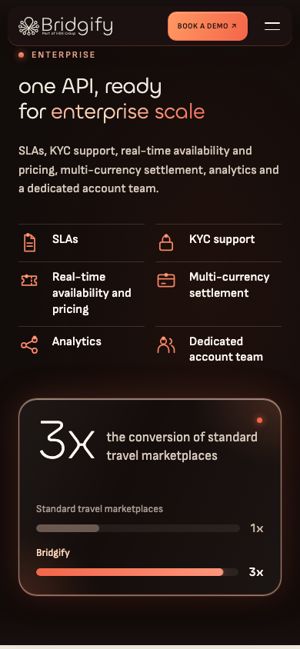 Bridgify
Part of HBX Group
BOOK A DEMO ↗
ENTERPRISE
one API, ready
for enterprise scale
SLAs, KYC support, real-time availability and
pricing, multi-currency settlement, analytics and
a dedicated account team.
SLAs
KYC support
Real-time
availability and
pricing
Multi-currency
settlement
Analytics
Dedicated
account team
3x
the conversion of standard
travel marketplaces
Standard travel marketplaces
1x
Bridgify
3x